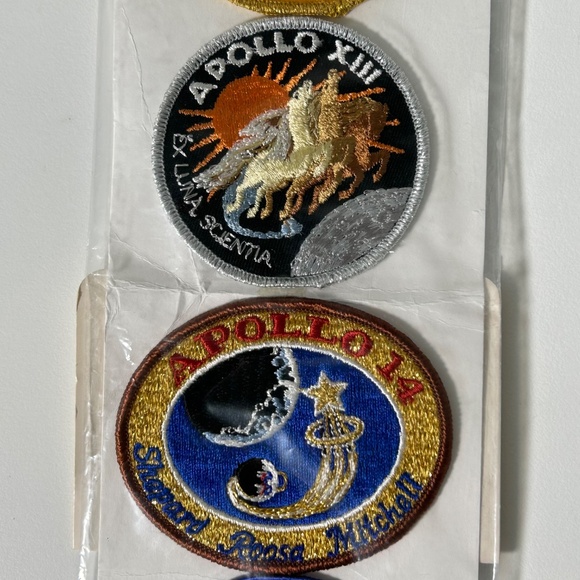 APOLLO XIII
EX LUNA, SCIENTIA
APOLLO 14
Shepard Roosa Mitchell